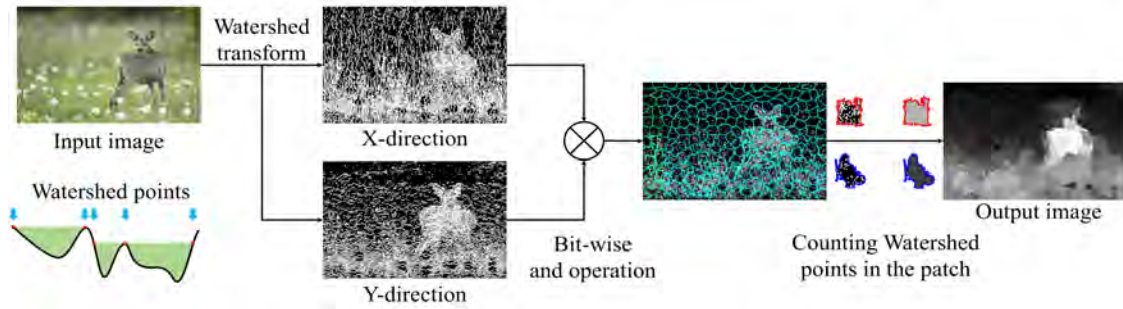 Watershed
transform
Input image
X-direction
Watershed points
Y-direction
Bit-wise
and operation
Counting Watershed
points in the patch
Output image